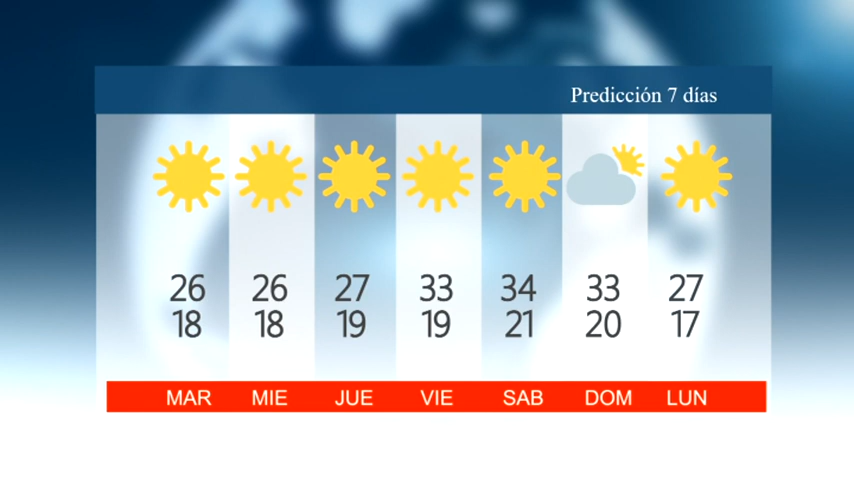 Predicción 7 días
26 26 27 33 34 33 27
18 18 19 19 21 20 17
MAR MIE JUE VIE SAB DOM LUN